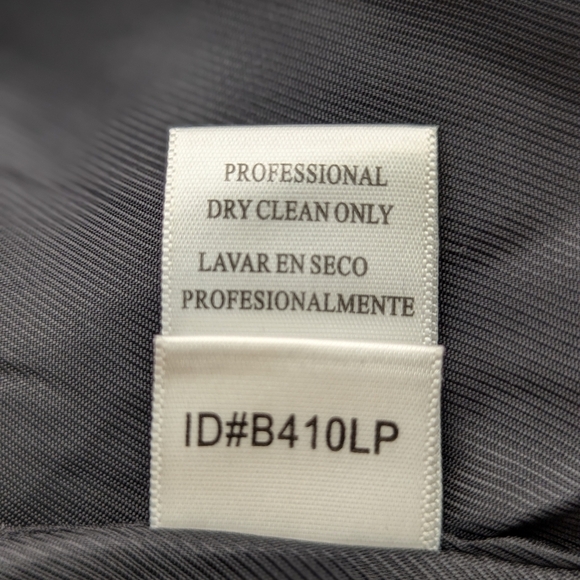 PROFESSIONAL
DRY CLEAN ONLY
LAVAR EN SECO
PROFESIONALMENTE
ID#B410LP